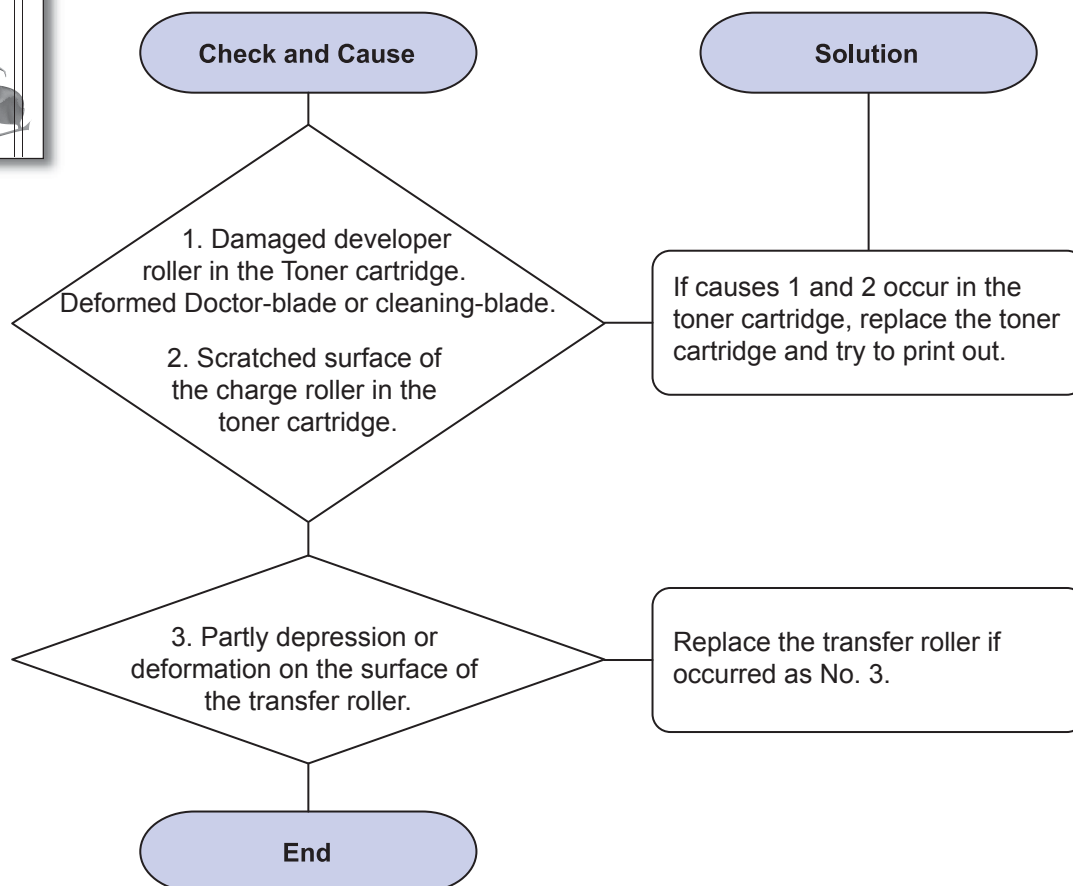 Check and Cause
Solution
1. Damaged developer
roller in the Toner cartridge.
Deformed Doctor-blade or cleaning-blade.
2. Scratched surface of
the charge roller in the
toner cartridge.
If causes 1 and 2 occur in the
toner cartridge, replace the toner
cartridge and try to print out.
3. Partly depression or
deformation on the surface of
the transfer roller.
Replace the transfer roller if
occurred as No. 3.
End